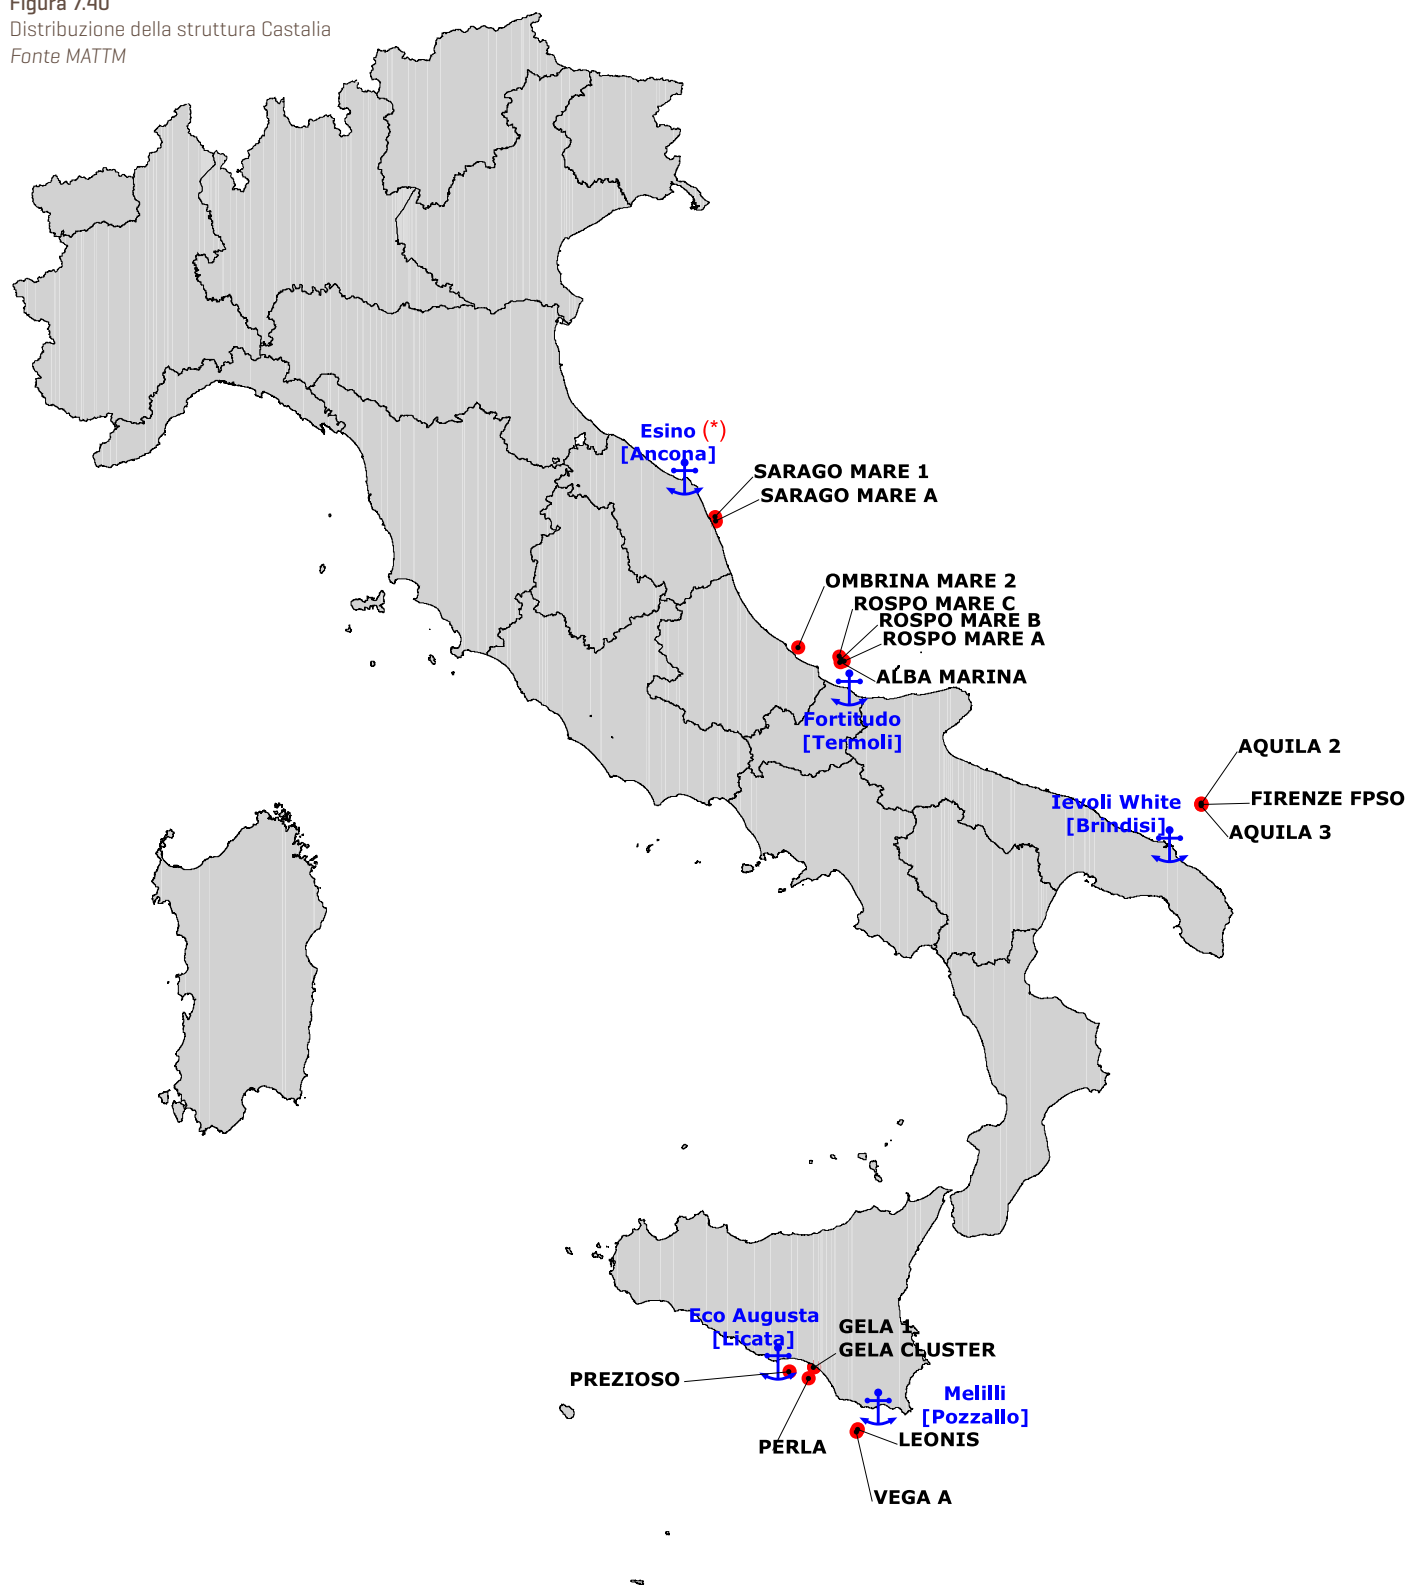 Figura 7.40
Distribuzione della struttura Castalia
Fonte MATTM
Esino (*)
[Ancona]
SARAGO MARE 1
SARAGO MARE A
OMBRINA MARE 2
ROSPO MARE C
ROSPO MARE B
ROSPO MARE A
ALBA MARINA
Fortitudo
[Termoli]
AQUILA 2
FIRENZE FPSO
AQUILA 3
Ievoli White
[Brindisi]
Eco Augusta
[Licata]
GELA 1
GELA CLUSTER
PREZIOSO
PERLA
Melilli
[Pozzallo]
LEONIS
VEGA A